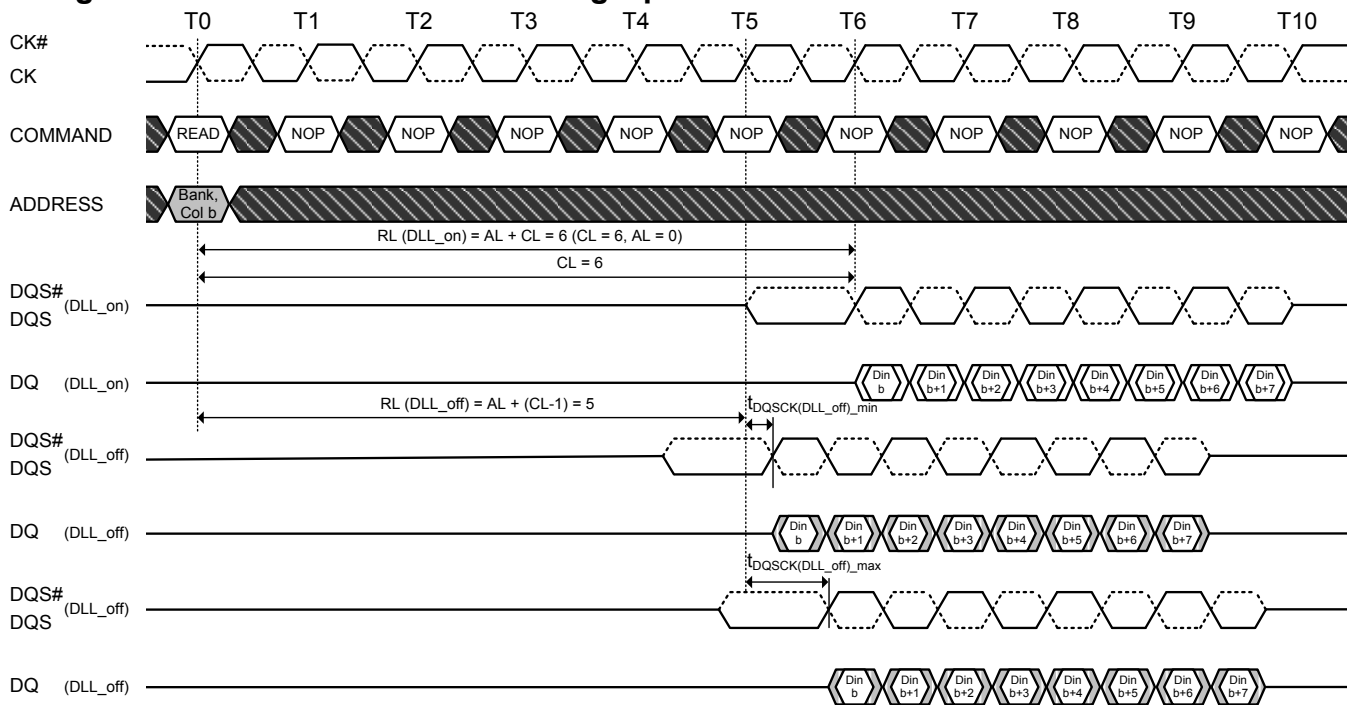 T0 T1 T2 T3 T4 T5 T6 T7 T8 T9 T10
CK#
CK
COMMAND READ NOP NOP NOP NOP NOP NOP NOP NOP NOP NOP
ADDRESS Bank,
Col b
RL (DLL_on) = AL + CL = 6 (CL = 6, AL = 0)
CL = 6
DQS#
(DLL_on)
DQS
DQ (DLL_on) Din Din Din Din Din Din Din Din
b b+1 b+2 b+3 b+4 b+5 b+6 b+7
RL (DLL_off) = AL + (CL-1) = 5 tDQSCK(DLL_off)_min
DQS#
(DLL_off)
DQS
DQ (DLL_off) Din Din Din Din Din Din Din Din
b b+1 b+2 b+3 b+4 b+5 b+6 b+7
tDQSCK(DLL_off)_max
DQS#
(DLL_off)
DQS
DQ (DLL_off) Din Din Din Din Din Din Din Din
b b+1 b+2 b+3 b+4 b+5 b+6 b+7